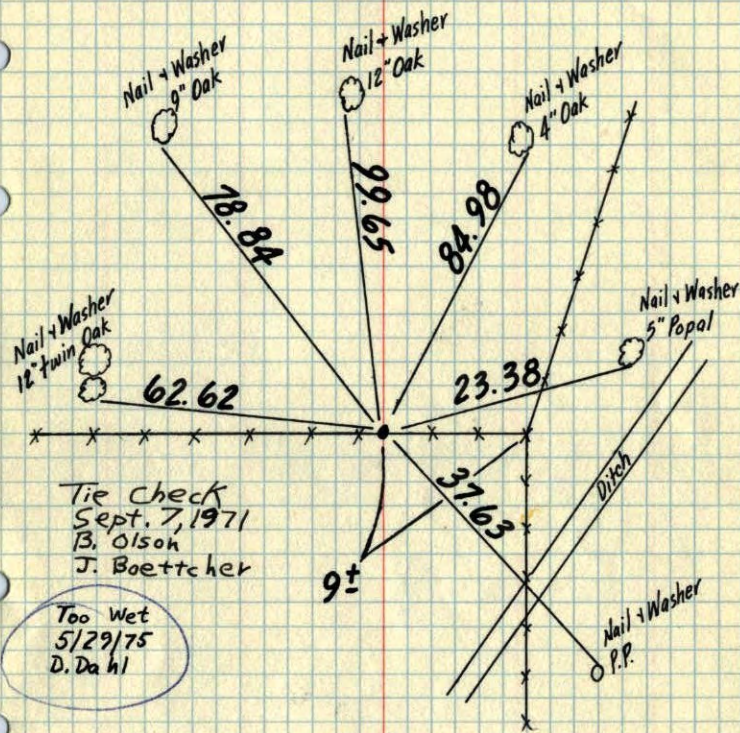 Nail & Washer
9" Oak
Nail & Washer
12" Oak
Nail & Washer
4" Oak
Nail & Washer
5" Popal
Nail & Washer
12" twin Oak
78.84
99.65
84.98
62.62
23.38
37.63
9±
Ditch
Tie Check
Sept. 7, 1971
B. Olson
J. Boettcher
Too Wet
5/29/75
D. Dahl
Nail & Washer
P.P.